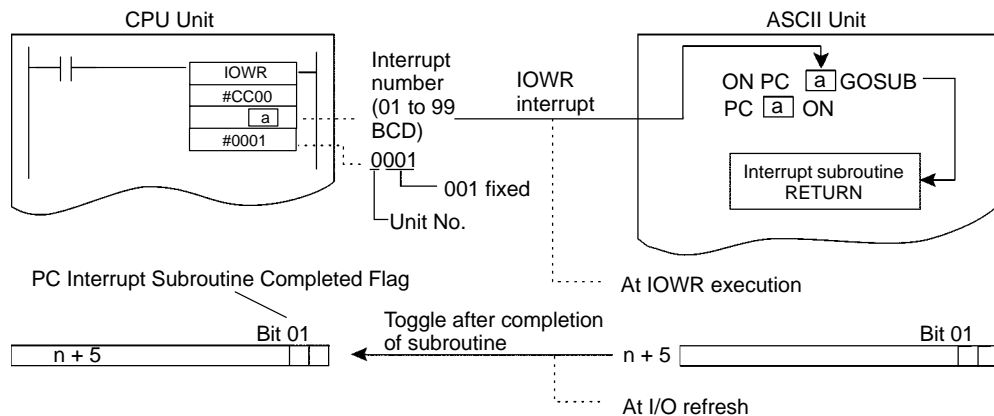 CPU Unit
ASCII Unit
IOWR
#CC00
a
#0001
Interrupt
number
(01 to 99
BCD)
0001
001 fixed
Unit No.
IOWR
interrupt
ON PC a GOSUB
PC a ON
Interrupt subroutine
RETURN
At IOWR execution
PC Interrupt Subroutine Completed Flag
Bit 01
n + 5
Toggle after completion
of subroutine
n + 5
Bit 01
At I/O refresh